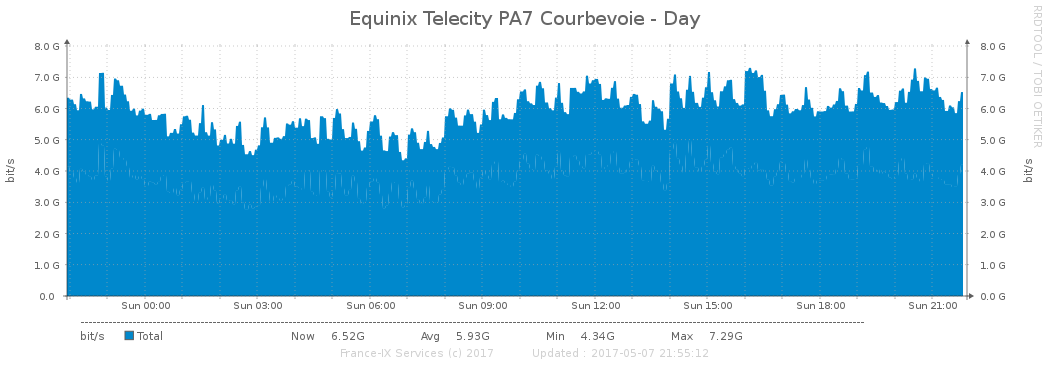 Equinix Telecity PA7 Courbevoie - Day
RRDTOOL / TOBI OETIKER
8.0 G 8.0 G
7.0 G 7.0 G
6.0 G 6.0 G
5.0 G 5.0 G
4.0 G 4.0 G
3.0 G 3.0 G
2.0 G 2.0 G
1.0 G 1.0 G
0.0 0.0 G
bit/s
bit/s
Sun 00:00 Sun 03:00 Sun 06:00 Sun 09:00 Sun 12:00 Sun 15:00 Sun 18:00 Sun 21:00
bit/s Total Now 6.52G Avg 5.93G Min 4.34G Max 7.29G
France-IX Services (c) 2017 Updated : 2017-05-07 21:55:12